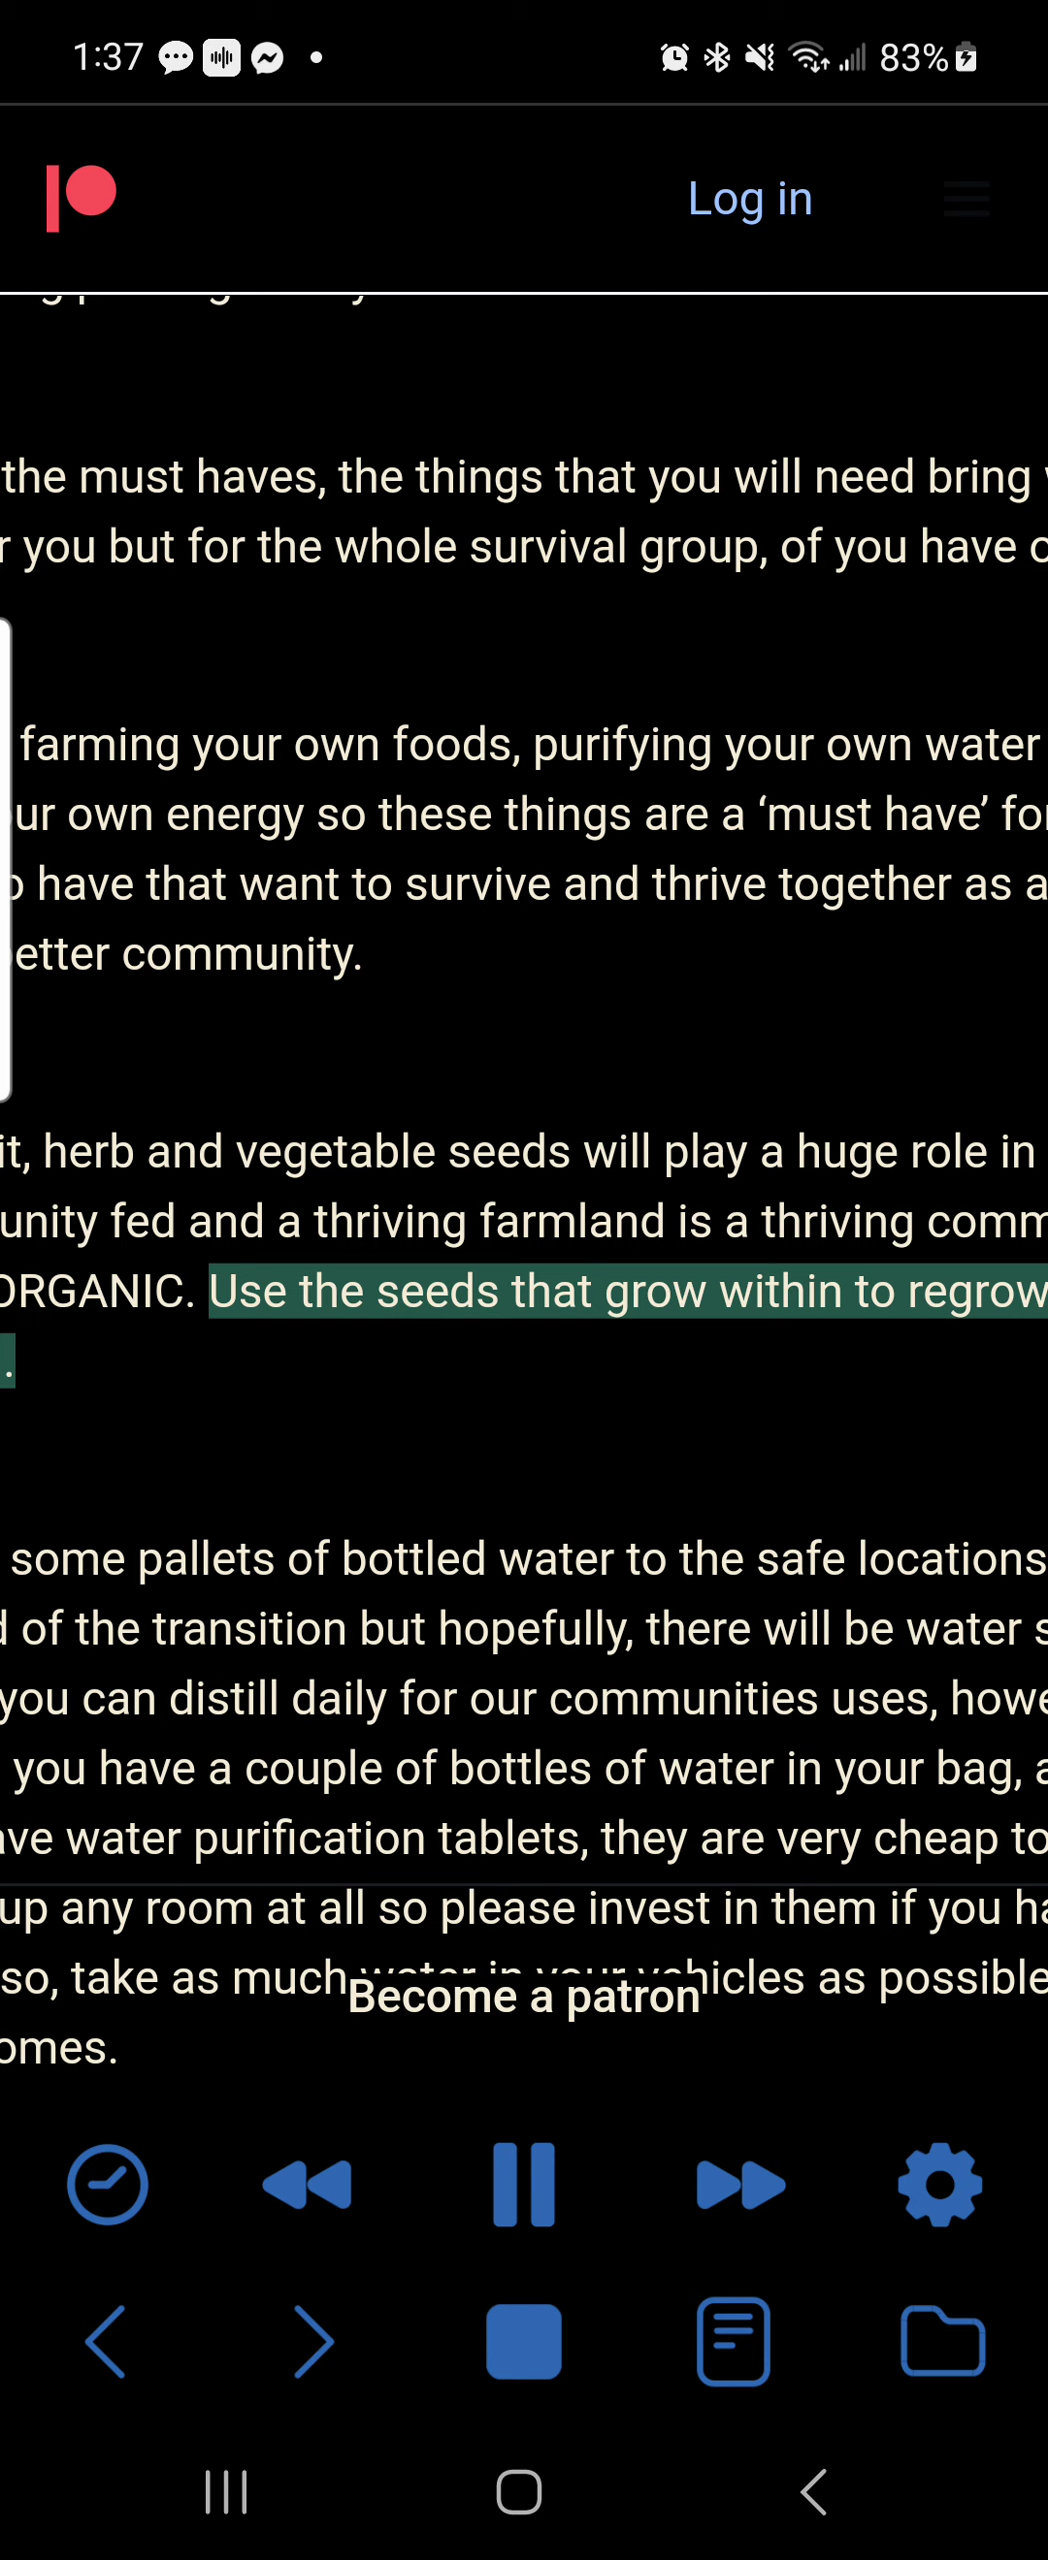 1:37
83%
Log in
the must haves, the things that you will need bring
you but for the whole survival group, of you have
farming your own foods, purifying your own water
ur own energy so these things are a ‘must have’ for
o have that want to survive and thrive together as a
etter community.
it, herb and vegetable seeds will play a huge role in
unity fed and a thriving farmland is a thriving comm
ORGANIC. Use the seeds that grow within to regrow
.
some pallets of bottled water to the safe locations
d of the transition but hopefully, there will be water s
you can distill daily for our communities uses, howe
you have a couple of bottles of water in your bag, a
ave water purification tablets, they are very cheap to
up any room at all so please invest in them if you ha
so, take as much water in your vehicles as possible
Become a patron
omes.